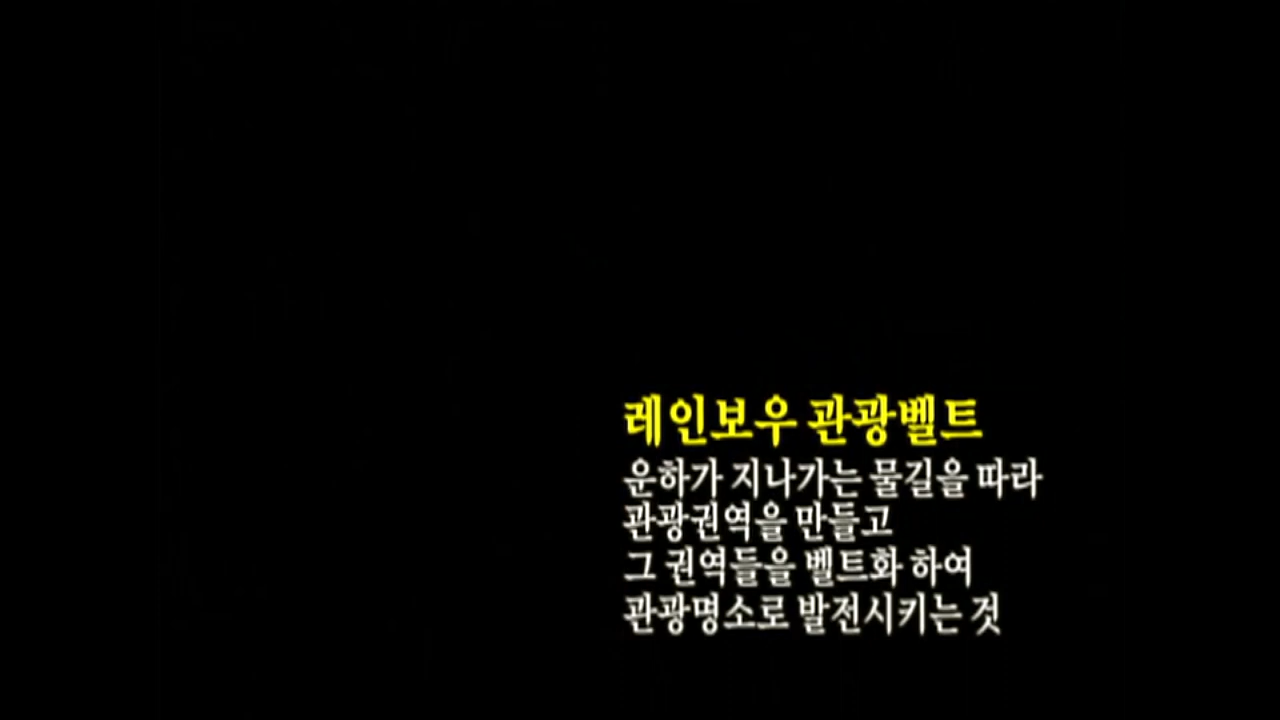 레인보우 관광벨트
운하가 지나가는 물길을 따라
관광권역을 만들고
그 권역들을 벨트화 하여
관광명소로 발전시키는 것